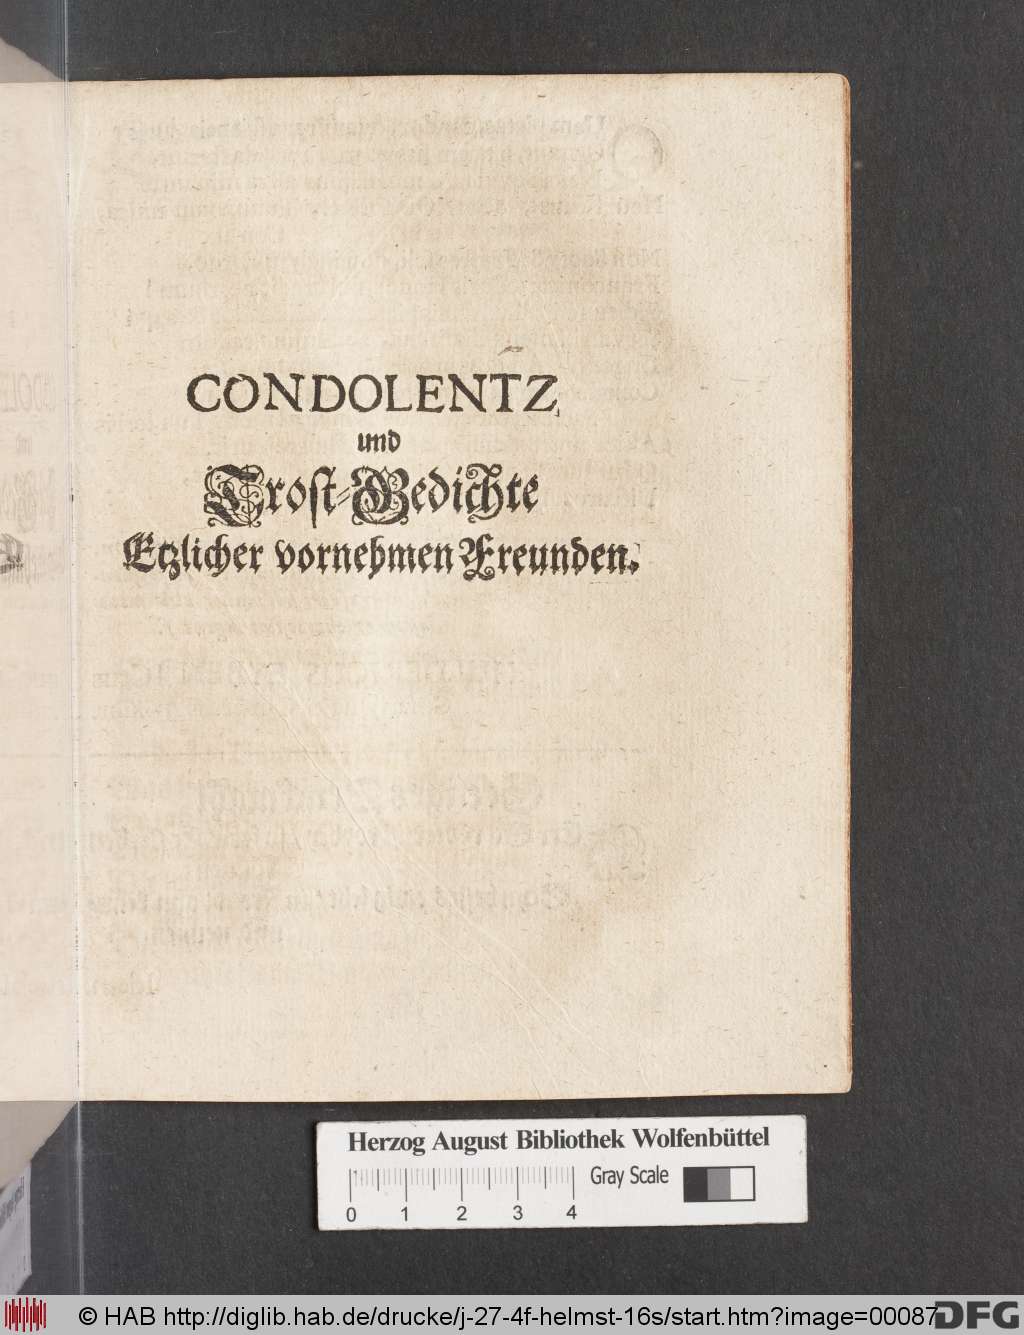 CONDOLENTZ
und
Trost-Gedichte
Etzlicher vornehmen Freunden.
Herzog August Bibliothek Wolfenbüttel
Gray Scale
0 1 2 3 4
© HAB http://diglib.hab.de/drucke/j-27-4f-helmst-16s/start.htm?image=00087
DFG